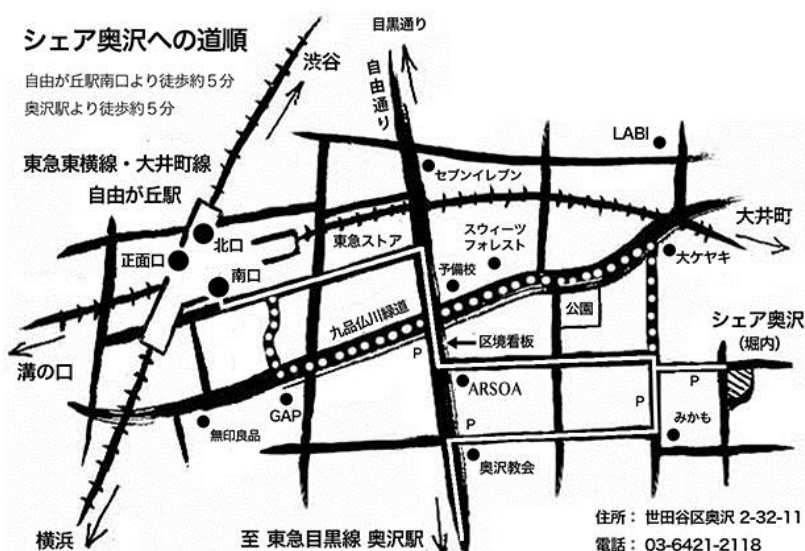 シェア奥沢への道順
自由が丘駅南口より徒歩約5分
奥沢駅より徒歩約5分
目黒通り
自由通り
渋谷
LABI
セブンイレブン
東急東横線・大井町線
自由が丘駅
北口
正面口
南口
東急ストア
スウィーツ
フォレスト
予備校
大井町
大ケヤキ
九品仏川緑道
公園
シェア奥沢
(堀内)
区境看板
P
溝の口
ARSOA
P
P
GAP
無印良品
P
みかも
奥沢教会
横浜
至 東急目黒線 奥沢駅
住所： 世田谷区奥沢 2-32-11
電話： 03-6421-2118